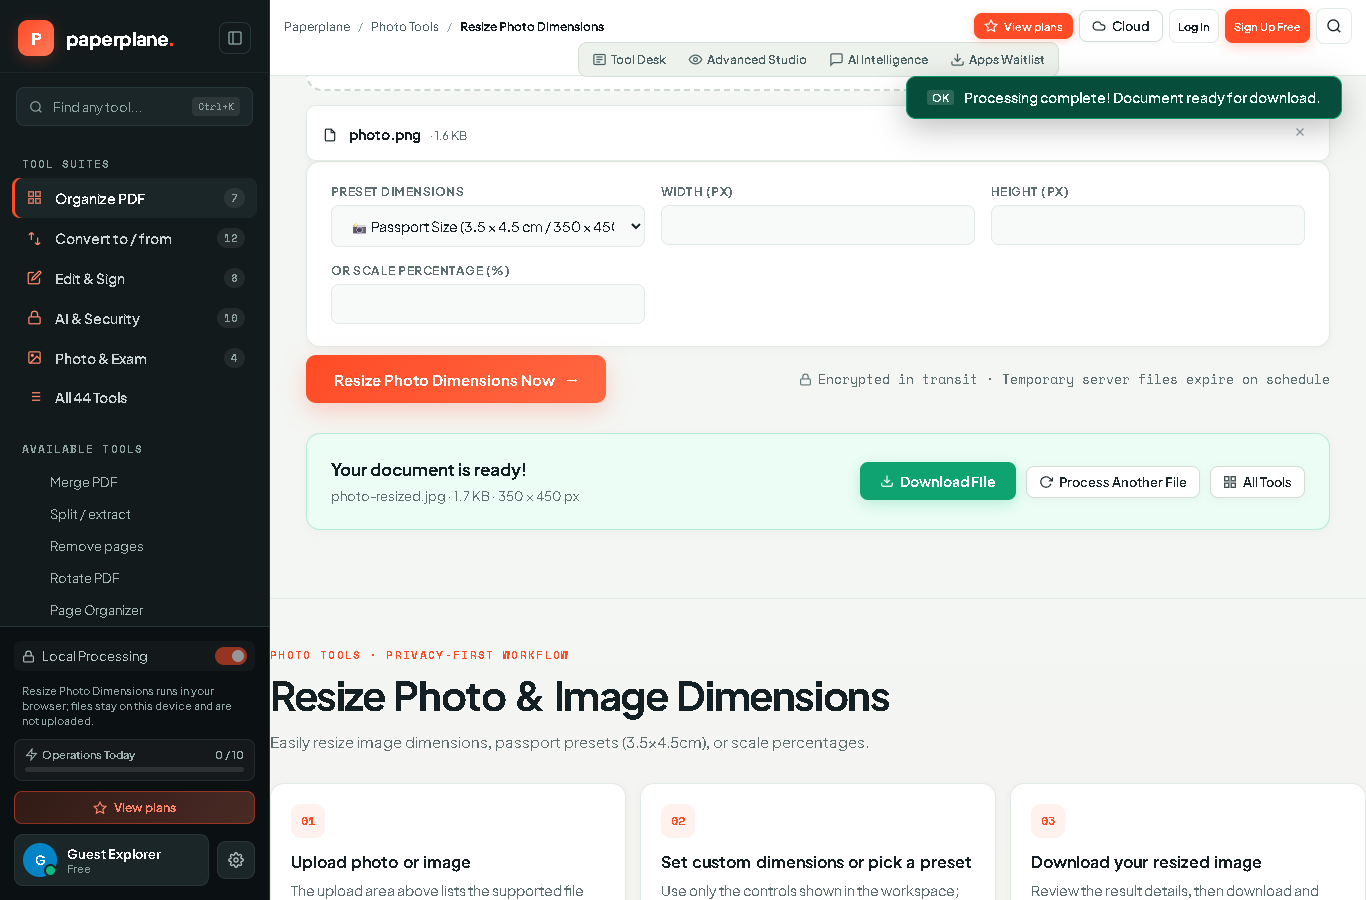 P paperplane.
Find any tool... Ctrl+K
TOOL SUITES
Organize PDF 7
Convert to / from 12
Edit & Sign 8
AI & Security 10
Photo & Exam 4
All 44 Tools
AVAILABLE TOOLS
Merge PDF
Split / extract
Remove pages
Rotate PDF
Page Organizer
Local Processing
Resize Photo Dimensions runs in your
browser; files stay on this device and are
not uploaded.
Operations Today 0 / 10
View plans
G Guest Explorer
Free
Paperplane / Photo Tools / Resize Photo Dimensions
View plans Cloud Log In Sign Up Free
Tool Desk Advanced Studio AI Intelligence Apps Waitlist
OK Processing complete! Document ready for download.
photo.png · 1.6 KB
PRESET DIMENSIONS WIDTH (PX) HEIGHT (PX)
Passport Size (3.5 x 4.5 cm / 350 x 450
OR SCALE PERCENTAGE (%)
Resize Photo Dimensions Now →
Encrypted in transit · Temporary server files expire on schedule
Your document is ready!
photo-resized.jpg · 1.7 KB · 350 × 450 px
Download File Process Another File All Tools
PHOTO TOOLS · PRIVACY-FIRST WORKFLOW
Resize Photo & Image Dimensions
Easily resize image dimensions, passport presets (3.5×4.5cm), or scale percentages.
01
Upload photo or image
The upload area above lists the supported file
02
Set custom dimensions or pick a preset
Use only the controls shown in the workspace;
03
Download your resized image
Review the result details, then download and